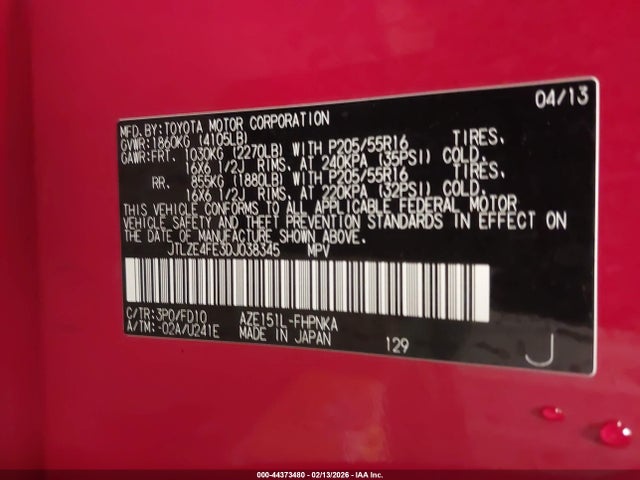 04/13
MFD.BY:TOYOTA MOTOR CORPORATION
GVWR:1860KG (4105LB)
GAWR:FRT. 1030KG (2270LB) WITH P205/55R16 TIRES,
16X6 1/2J RIMS, AT 240KPA (35PSI) COLD.
RR. 855KG (1880LB) WITH P205/55R16 TIRES,
16X6 1/2J RIMS, AT 220KPA (32PSI) COLD.
THIS VEHICLE CONFORMS TO ALL APPLICABLE FEDERAL MOTOR
VEHICLE SAFETY AND THEFT PREVENTION STANDARDS IN EFFECT ON
THE DATE OF MANUFACTURE SHOWN ABOVE.
JTLZE4FE3DJ038345 MPV
C/TR:3P0/FD10 AZE151L-FHPNKA
A/TM:-02A/U241E MADE IN JAPAN
129
J
000-44373480 - 02/13/2026 - IAA Inc.